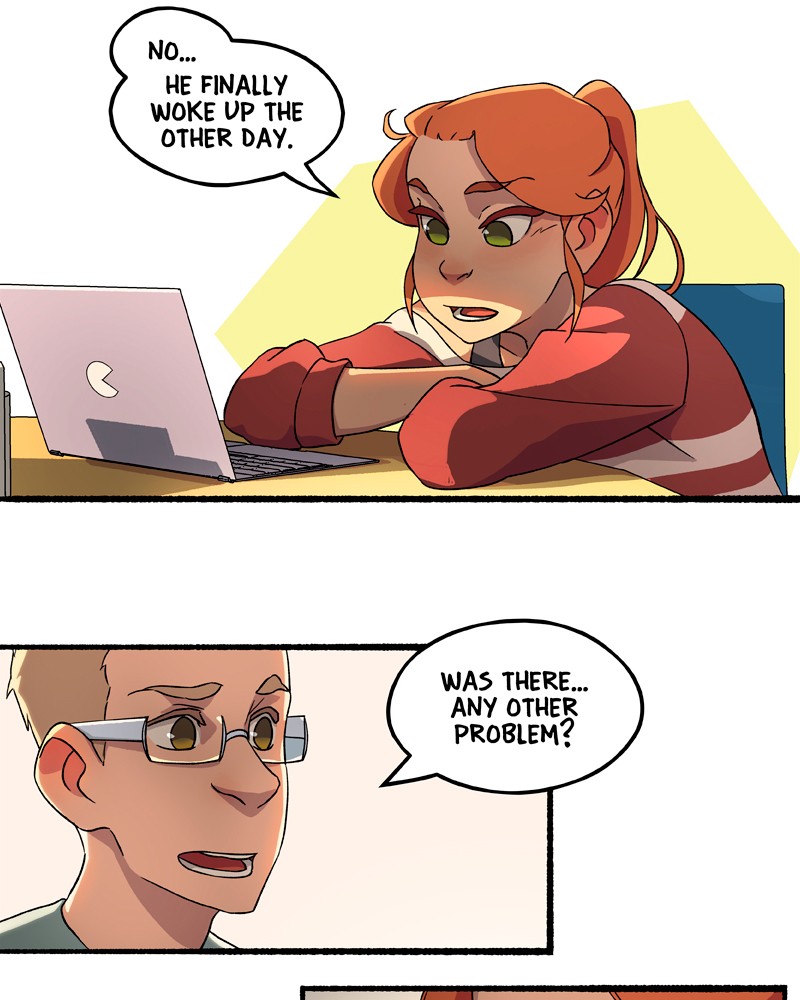 NO...
HE FINALLY
WOKE UP THE
OTHER DAY.
WAS THERE...
ANY OTHER
PROBLEM?